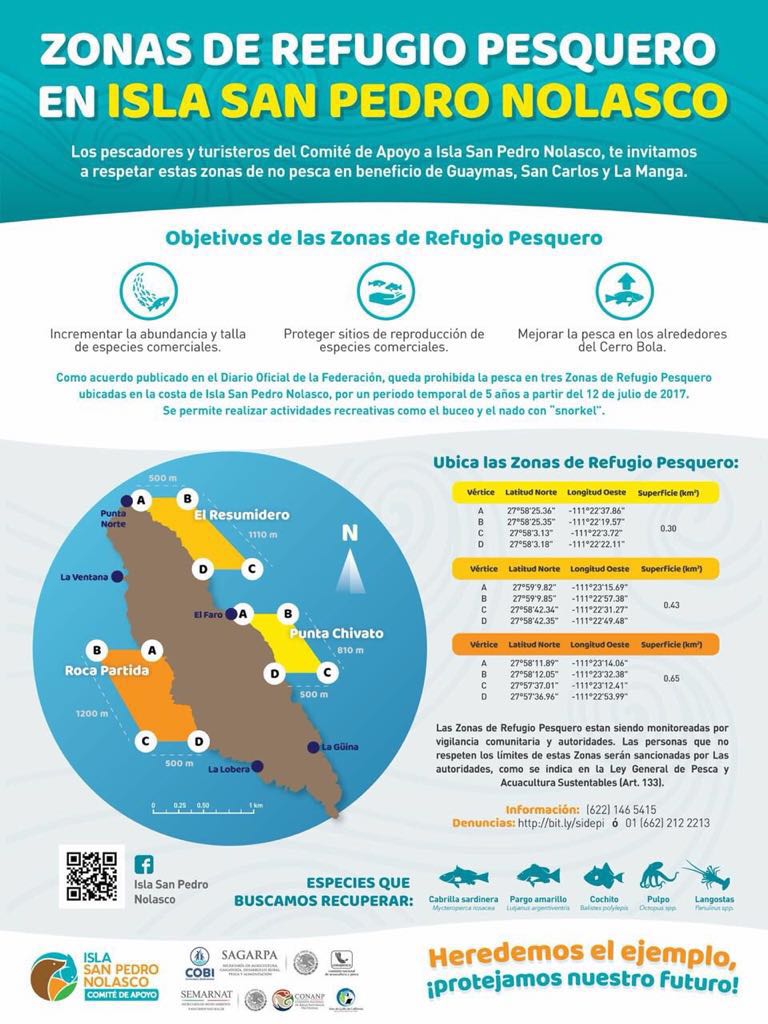 ZONAS DE REFUGIO PESQUERO
EN ISLA SAN PEDRO NOLASCO
Los pescadores y turisteros del Comité de Apoyo a Isla San Pedro Nolasco, te invitamos
a respetar estas zonas de no pesca en beneficio de Guaymas, San Carlos y La Manga.
Objetivos de las Zonas de Refugio Pesquero
Incrementar la abundancia y talla
de especies comerciales.
Proteger sitios de reproducción de
especies comerciales.
Mejorar la pesca en los alrededores
del Cerro Bola.
Como acuerdo publicado en el Diario Oficial de la Federación, queda prohibida la pesca en tres Zonas de Refugio Pesquero
ubicadas en la costa de Isla San Pedro Nolasco, por un periodo temporal de 5 años a partir del 12 de julio de 2017.
Se permite realizar actividades recreativas como el buceo y el nado con "snorkel".
500 m
A B
Punta
Norte
El Resumidero
1110 m
D C
N
La Ventana
El Faro
A B
Punta Chivato
810 m
D C
500 m
B A
Roca Partida
1200 m
C D
500 m
La Güina
La Lobera
0 0.25 0.50 1 km
Ubica las Zonas de Refugio Pesquero:
Vértice Latitud Norte Longitud Oeste Superficie (km²)
A 27°58'25.36" -111°22'37.86"
B 27°58'25.35" -111°22'19.57"
0.30
C 27°58'3.13" -111°22'3.72"
D 27°58'3.18" -111°22'22.11"
Vértice Latitud Norte Longitud Oeste Superficie (km²)
A 27°59'9.82" -111°23'15.69"
B 27°59'9.85" -111°22'57.38"
0.43
C 27°58'42.34" -111°22'31.27"
D 27°58'42.35" -111°22'49.48"
Vértice Latitud Norte Longitud Oeste Superficie (km²)
A 27°58'11.89" -111°23'14.06"
B 27°58'12.05" -111°23'32.38"
0.65
C 27°57'37.01" -111°23'12.41"
D 27°57'36.96" -111°22'53.99"
Las Zonas de Refugio Pesquero estan siendo monitoreadas por
vigilancia comunitaria y autoridades. Las personas que no
respeten los límites de estas Zonas serán sancionadas por Las
autoridades, como se indica en la Ley General de Pesca y
Acuacultura Sustentables (Art. 133).
Información: (622) 146 5415
Denuncias: http://bit.ly/sidepi ó 01 (662) 212 2213
Isla San Pedro
Nolasco
ESPECIES QUE
BUSCAMOS RECUPERAR:
Cabrilla sardinera
Mycteroperca rosacea
Pargo amarillo
Lutjanus argentiventris
Cochito
Balistes polylepis
Pulpo
Octopus spp.
Langostas
Panulirus spp.
ISLA
SAN PEDRO
NOLASCO
COMITÉ DE APOYO
COBI
SAGARPA
SEMARNAT
CONANP
Heredemos el ejemplo,
¡protejamos nuestro futuro!